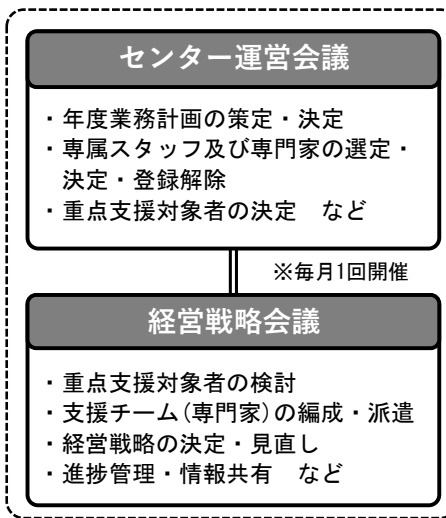 センター運営会議
・年度業務計画の策定・決定
・専属スタッフ及び専門家の選定・
決定・登録解除
・重点支援対象者の決定　など
※毎月1回開催
経営戦略会議
・重点支援対象者の検討
・支援チーム(専門家)の編成・派遣
・経営戦略の決定・見直し
・進捗管理・情報共有　など